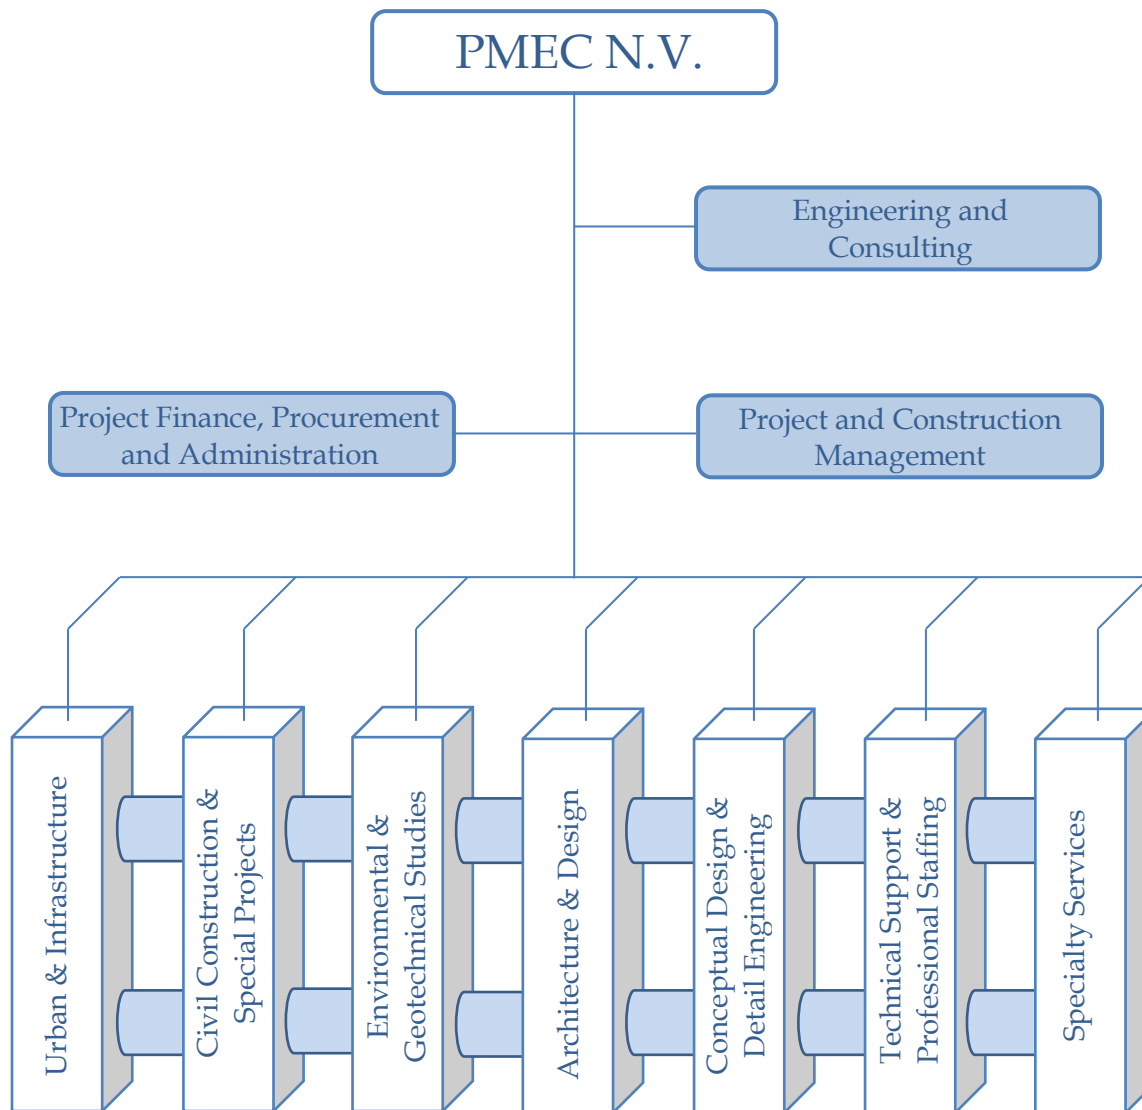 PMEC N.V.
Engineering and
Consulting
Project Finance, Procurement
and Administration
Project and Construction
Management
Urban & Infrastructure
Civil Construction &
Special Projects
Environmental &
Geotechnical Studies
Architecture & Design
Conceptual Design &
Detail Engineering
Technical Support &
Professional Staffing
Specialty Services